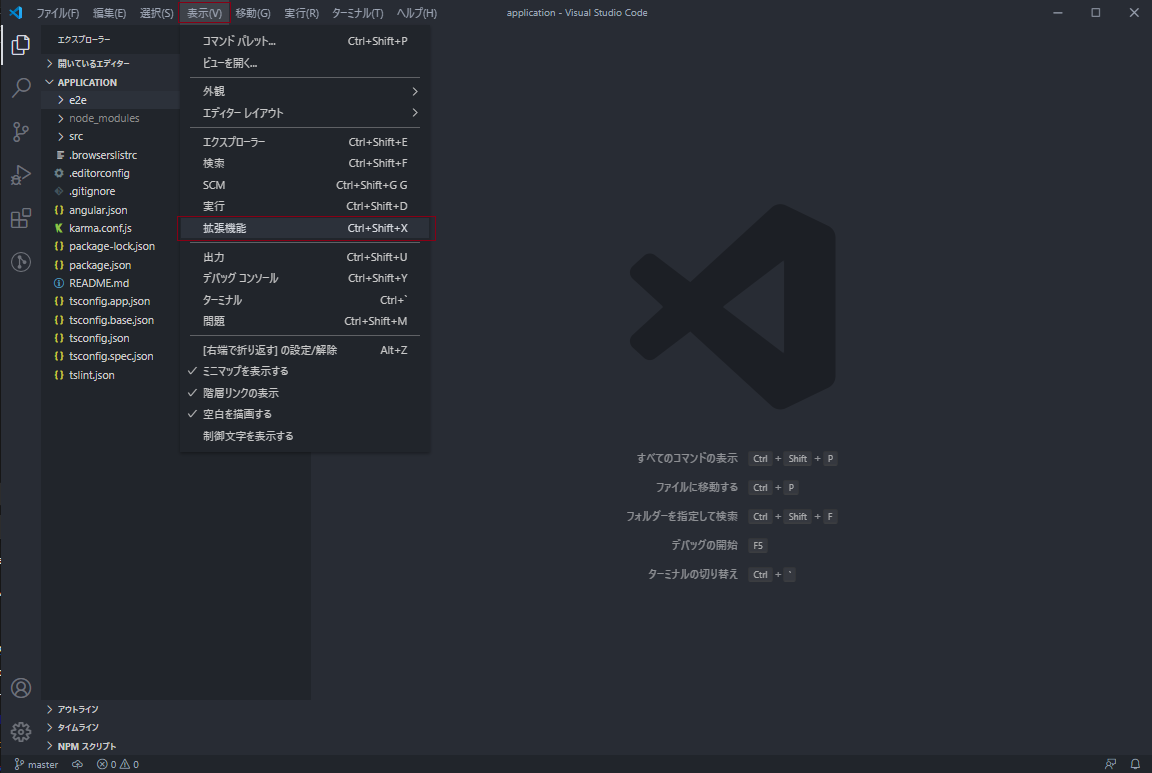 ファイル(F) 編集(E) 選択(S) 表示(V) 移動(G) 実行(R) ターミナル(T) ヘルプ(H) application - Visual Studio Code
エクスプローラー
開いているエディター
APPLICATION
e2e
node_modules
src
.browserslistrc
.editorconfig
.gitignore
angular.json
karma.conf.js
package-lock.json
package.json
README.md
tsconfig.app.json
tsconfig.base.json
tsconfig.json
tsconfig.spec.json
tslint.json
アウトライン
タイムライン
NPM スクリプト
コマンド パレット... Ctrl+Shift+P
ビューを開く...
外観
エディター レイアウト
エクスプローラー Ctrl+Shift+E
検索 Ctrl+Shift+F
SCM Ctrl+Shift+G G
実行 Ctrl+Shift+D
拡張機能 Ctrl+Shift+X
出力 Ctrl+Shift+U
デバッグ コンソール Ctrl+Shift+Y
ターミナル Ctrl+`
問題 Ctrl+Shift+M
[右端で折り返す] の設定/解除 Alt+Z
ミニマップを表示する
階層リンクの表示
空白を描画する
制御文字を表示する
すべてのコマンドの表示 Ctrl + Shift + P
ファイルに移動する Ctrl + P
フォルダーを指定して検索 Ctrl + Shift + F
デバッグの開始 F5
ターミナルの切り替え Ctrl + `
master 0 0